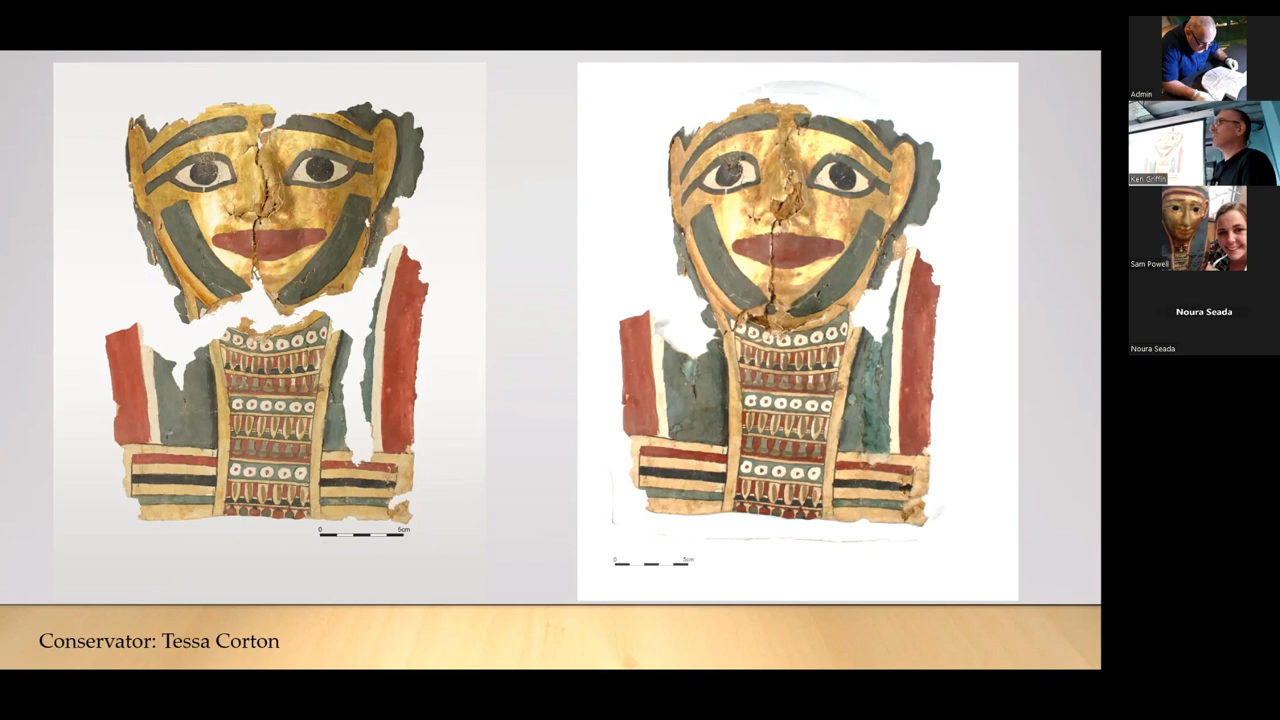 0 5cm
0 5cm
Conservator: Tessa Corton
Admin
Ken Griffin
Sam Powell
Noura Seada
Noura Seada